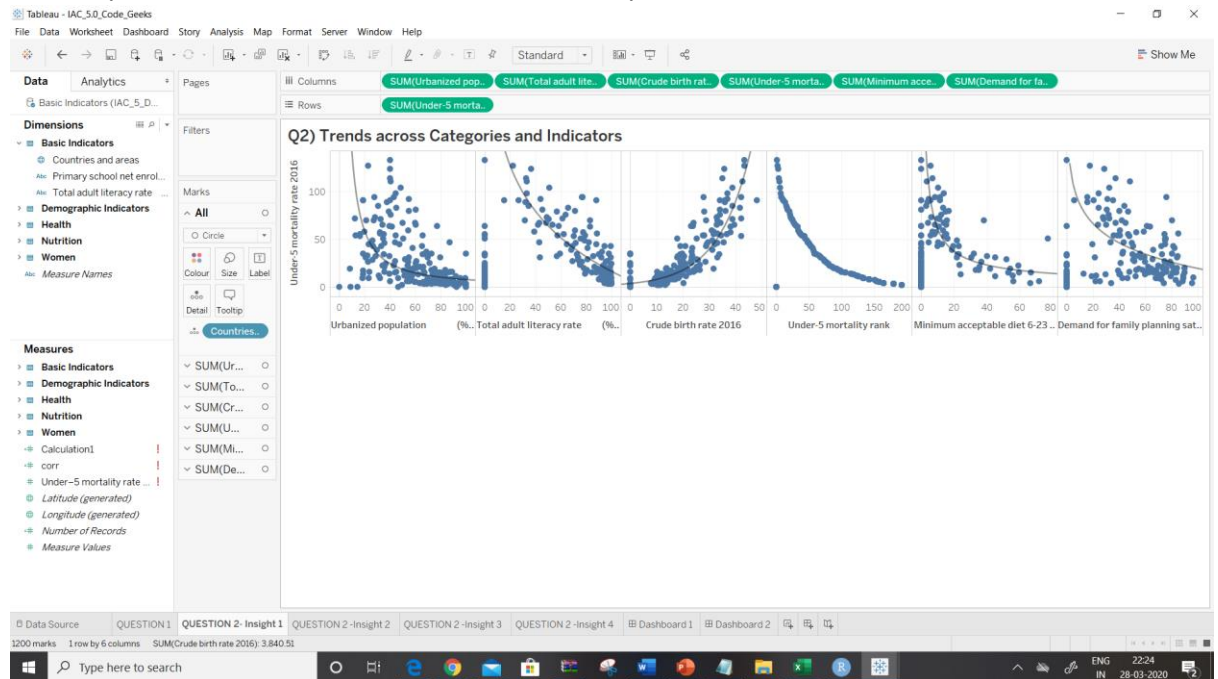 Tableau - IAC_5.0_Code_Geeks
File Data Worksheet Dashboard Story Analysis Map Format Server Window Help
Standard
Show Me
Data Analytics
Basic Indicators (IAC_5_D...
Dimensions
Basic Indicators
Countries and areas
Abc Primary school net enrol...
Abc Total adult literacy rate ...
Demographic Indicators
Health
Nutrition
Women
Abc Measure Names
Measures
Basic Indicators
Demographic Indicators
Health
Nutrition
Women
Calculation1 !
corr !
Under–5 mortality rate ... !
Latitude (generated)
Longitude (generated)
Number of Records
Measure Values
Pages
Filters
Marks
All
Circle
Colour Size Label
Detail Tooltip
Countries..
SUM(Ur...
SUM(To...
SUM(Cr...
SUM(U...
SUM(Mi...
SUM(De...
Columns SUM(Urbanized pop.. SUM(Total adult lite.. SUM(Crude birth rat.. SUM(Under-5 morta.. SUM(Minimum acce.. SUM(Demand for fa..
Rows SUM(Under-5 morta..
Q2) Trends across Categories and Indicators
Under-5 mortality rate 2016
100
50
0
0 20 40 60 80 100 0 20 40 60 80 100 0 10 20 30 40 50 0 50 100 150 200 0 20 40 60 80 0 20 40 60 80 100
Urbanized population (%.. Total adult literacy rate (%.. Crude birth rate 2016 Under-5 mortality rank Minimum acceptable diet 6-23 .. Demand for family planning sat..
Data Source QUESTION 1 QUESTION 2- Insight 1 QUESTION 2 -Insight 2 QUESTION 2 -Insight 3 QUESTION 2 -Insight 4 Dashboard 1 Dashboard 2
1200 marks 1 row by 6 columns SUM(Crude birth rate 2016): 3,840.51
Type here to search
ENG 22:24
IN 28-03-2020